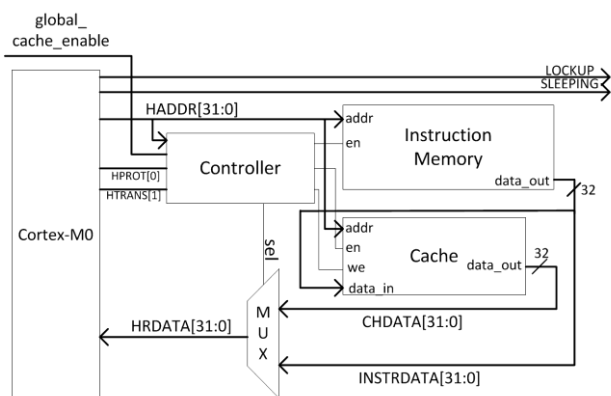 global_
cache_enable
LOCKUP
SLEEPING
HADDR[31:0]
addr
Instruction
Memory
en
Controller
HPROT[0]
data_out
32
HTRANS[1]
Cortex-M0
sel
addr
en
32
Cache
data_out
we
data_in
MUX
HRDATA[31:0]
CHDATA[31:0]
INSTRDATA[31:0]